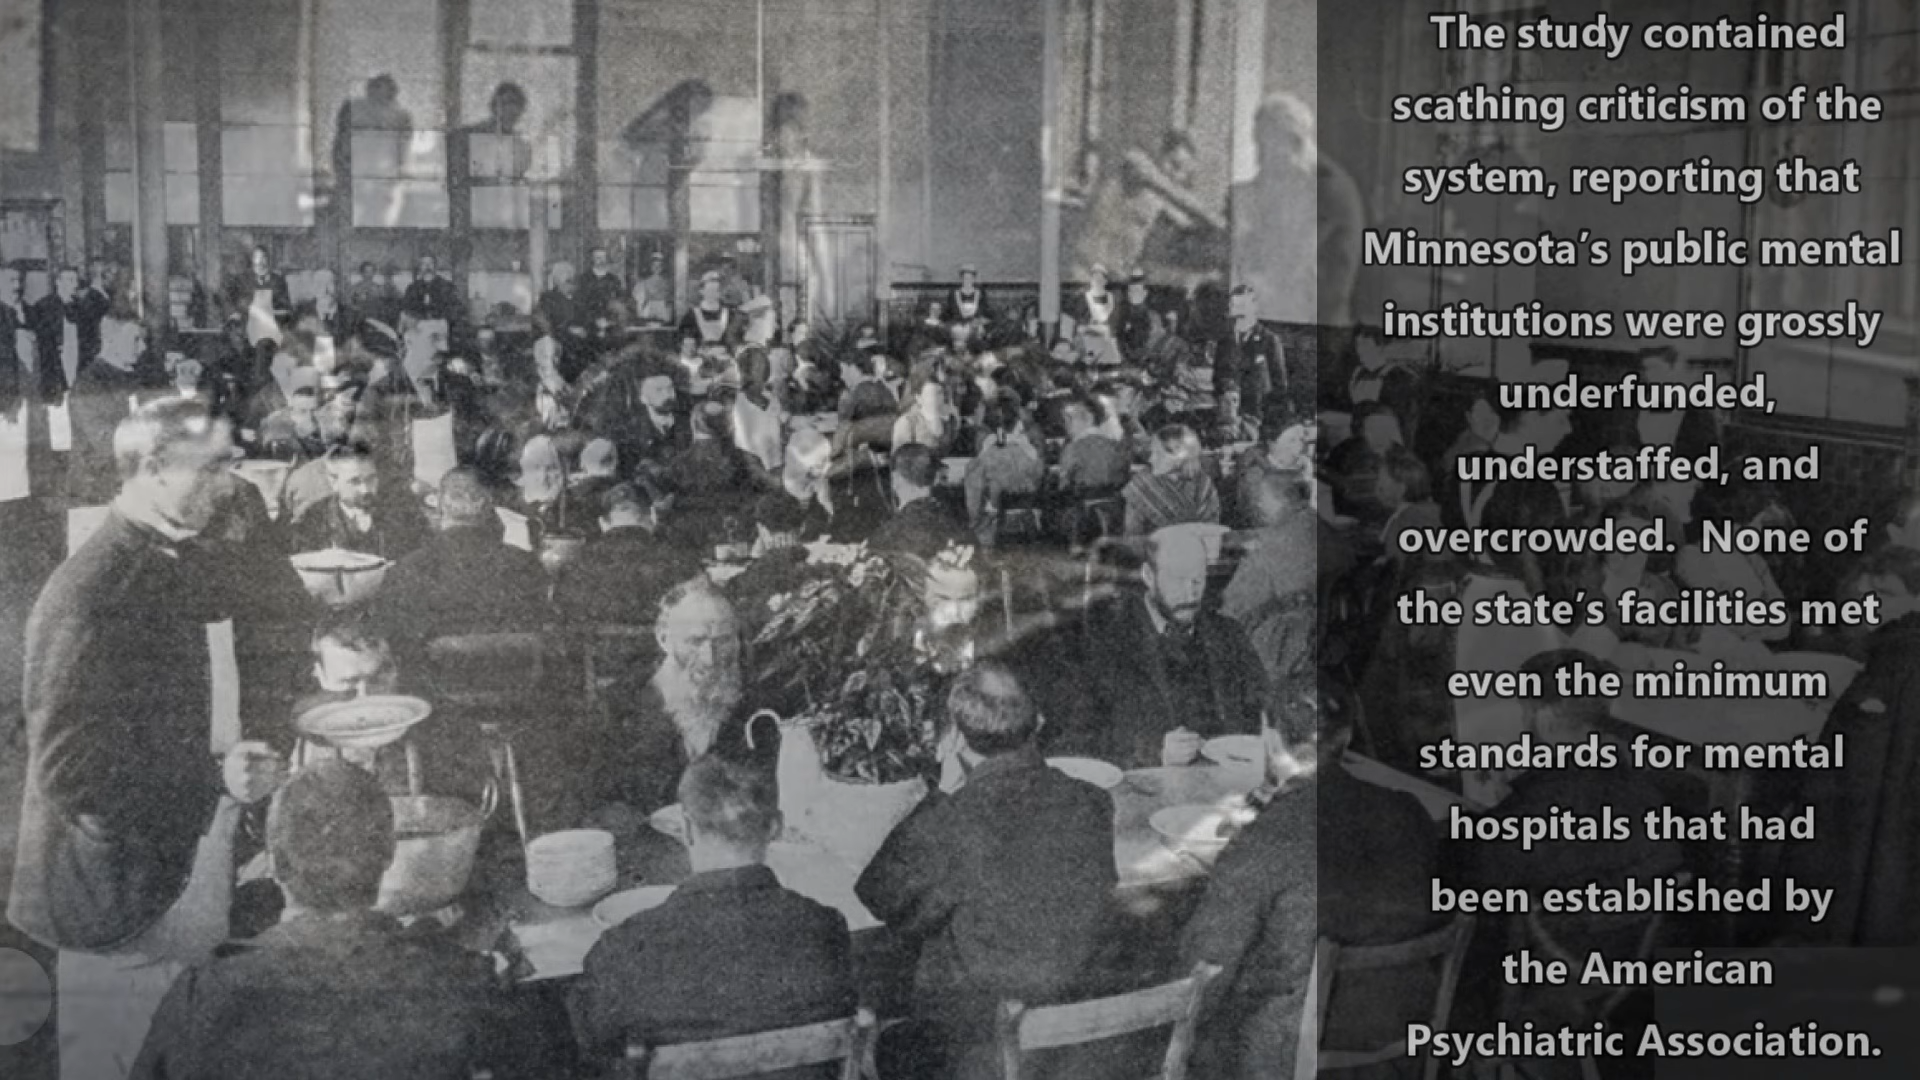 The study contained
scathing criticism of the
system, reporting that
Minnesota’s public mental
institutions were grossly
underfunded,
understaffed, and
overcrowded.  None of
the state’s facilities met
even the minimum
standards for mental
hospitals that had
been established by
the American
Psychiatric Association.